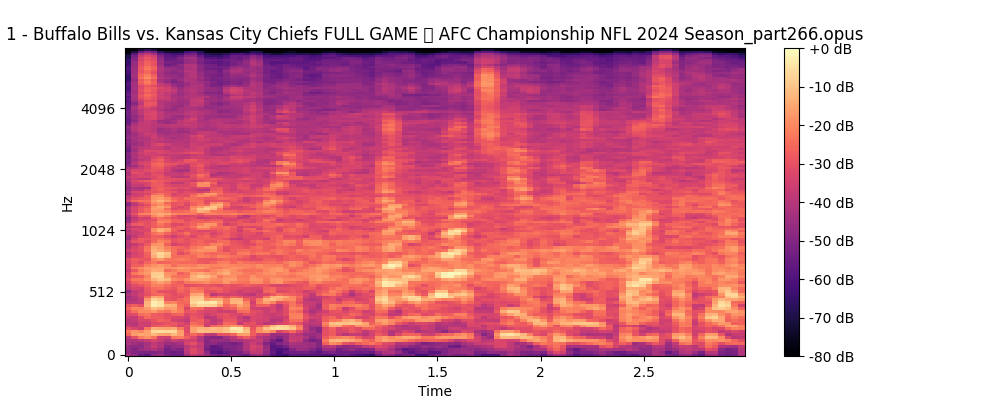 1 - Buffalo Bills vs. Kansas City Chiefs FULL GAME ▯ AFC Championship NFL 2024 Season_part266.opus
+0 dB
-10 dB
-20 dB
-30 dB
-40 dB
-50 dB
-60 dB
-70 dB
-80 dB
4096
2048
1024
512
0
Hz
0
0.5
1
1.5
2
2.5
Time